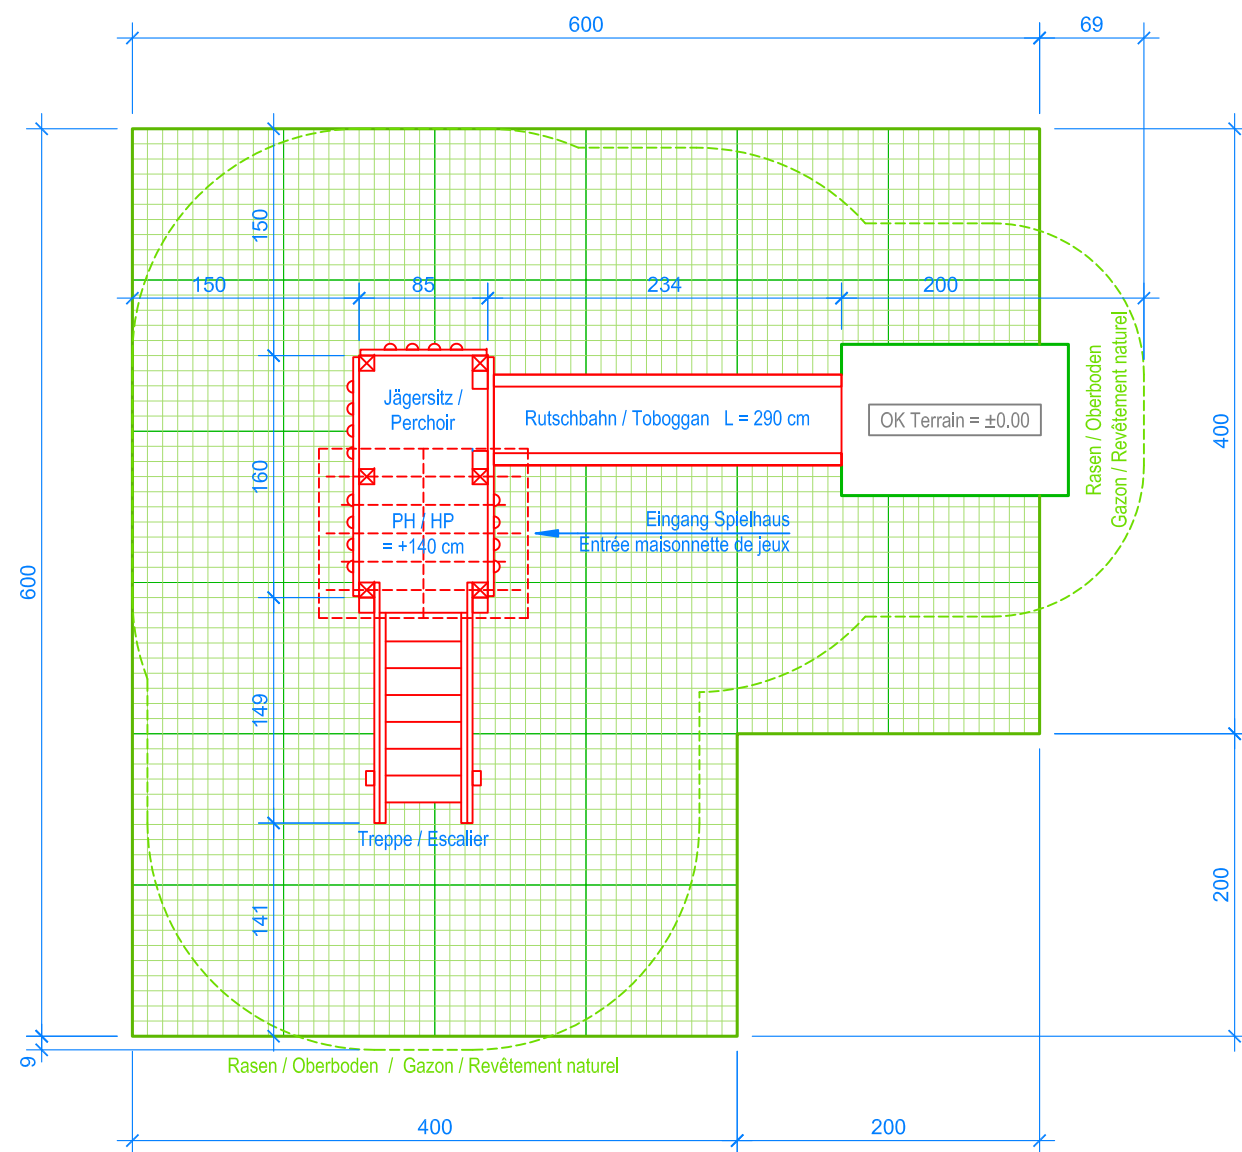 600
69
150
150
85
234
200
Jägersitz /
Perchoir
Rutschbahn / Toboggan L = 290 cm
OK Terrain = ±0.00
Rasen / Oberboden
Gazon / Revêtement naturel
400
160
PH / HP
= +140 cm
Eingang Spielhaus
Entrée maisonnette de jeux
600
149
Treppe / Escalier
141
200
9
Rasen / Oberboden / Gazon / Revêtement naturel
400
200